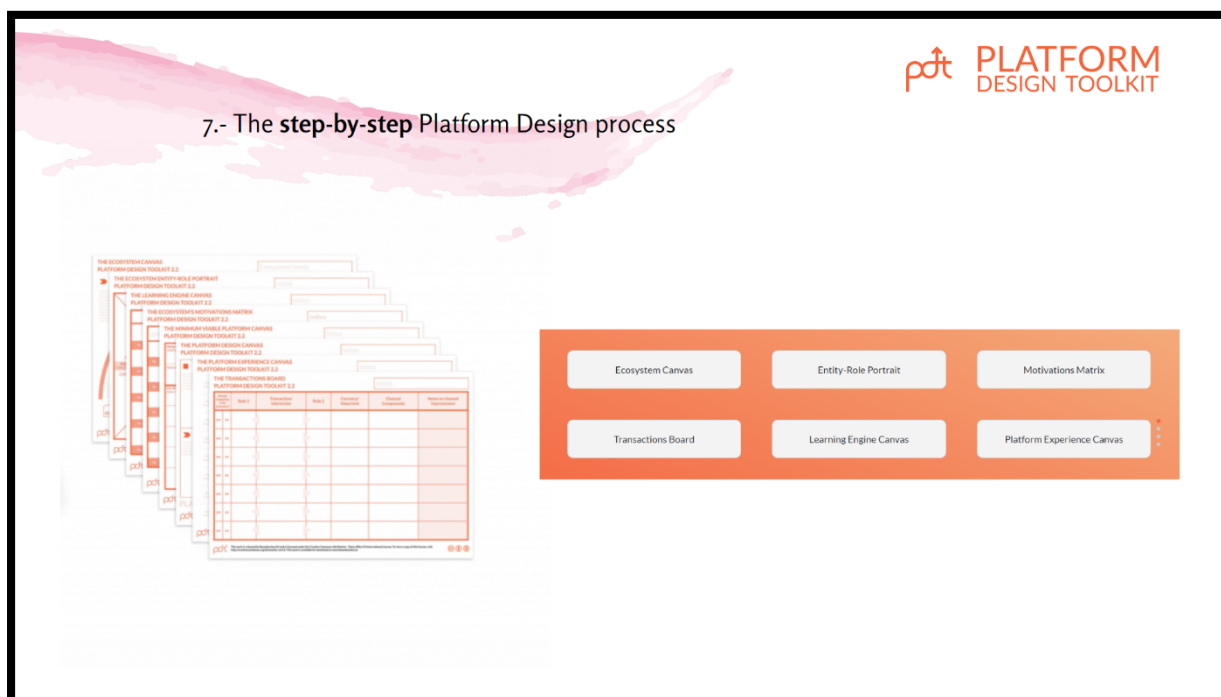 pdt PLATFORM
DESIGN TOOLKIT
7.- The step-by-step Platform Design process
THE ECOSYSTEM CANVAS
PLATFORM DESIGN TOOLKIT 2.2
THE ECOSYSTEM ENTITY-ROLE PORTRAIT
PLATFORM DESIGN TOOLKIT 2.2
THE LEARNING ENGINE CANVAS
PLATFORM DESIGN TOOLKIT 2.2
THE ECOSYSTEM'S MOTIVATIONS MATRIX
PLATFORM DESIGN TOOLKIT 2.2
THE MINIMUM VIABLE PLATFORM CANVAS
PLATFORM DESIGN TOOLKIT 2.2
THE PLATFORM DESIGN CANVAS
PLATFORM DESIGN TOOLKIT 2.2
THE PLATFORM EXPERIENCE CANVAS
PLATFORM DESIGN TOOLKIT 2.2
THE TRANSACTIONS BOARD
PLATFORM DESIGN TOOLKIT 2.2
Role 1
Transaction/
Interaction
Role 2
Currency/
Channel
Components
pdt
Ecosystem Canvas
Entity-Role Portrait
Motivations Matrix
Transactions Board
Learning Engine Canvas
Platform Experience Canvas